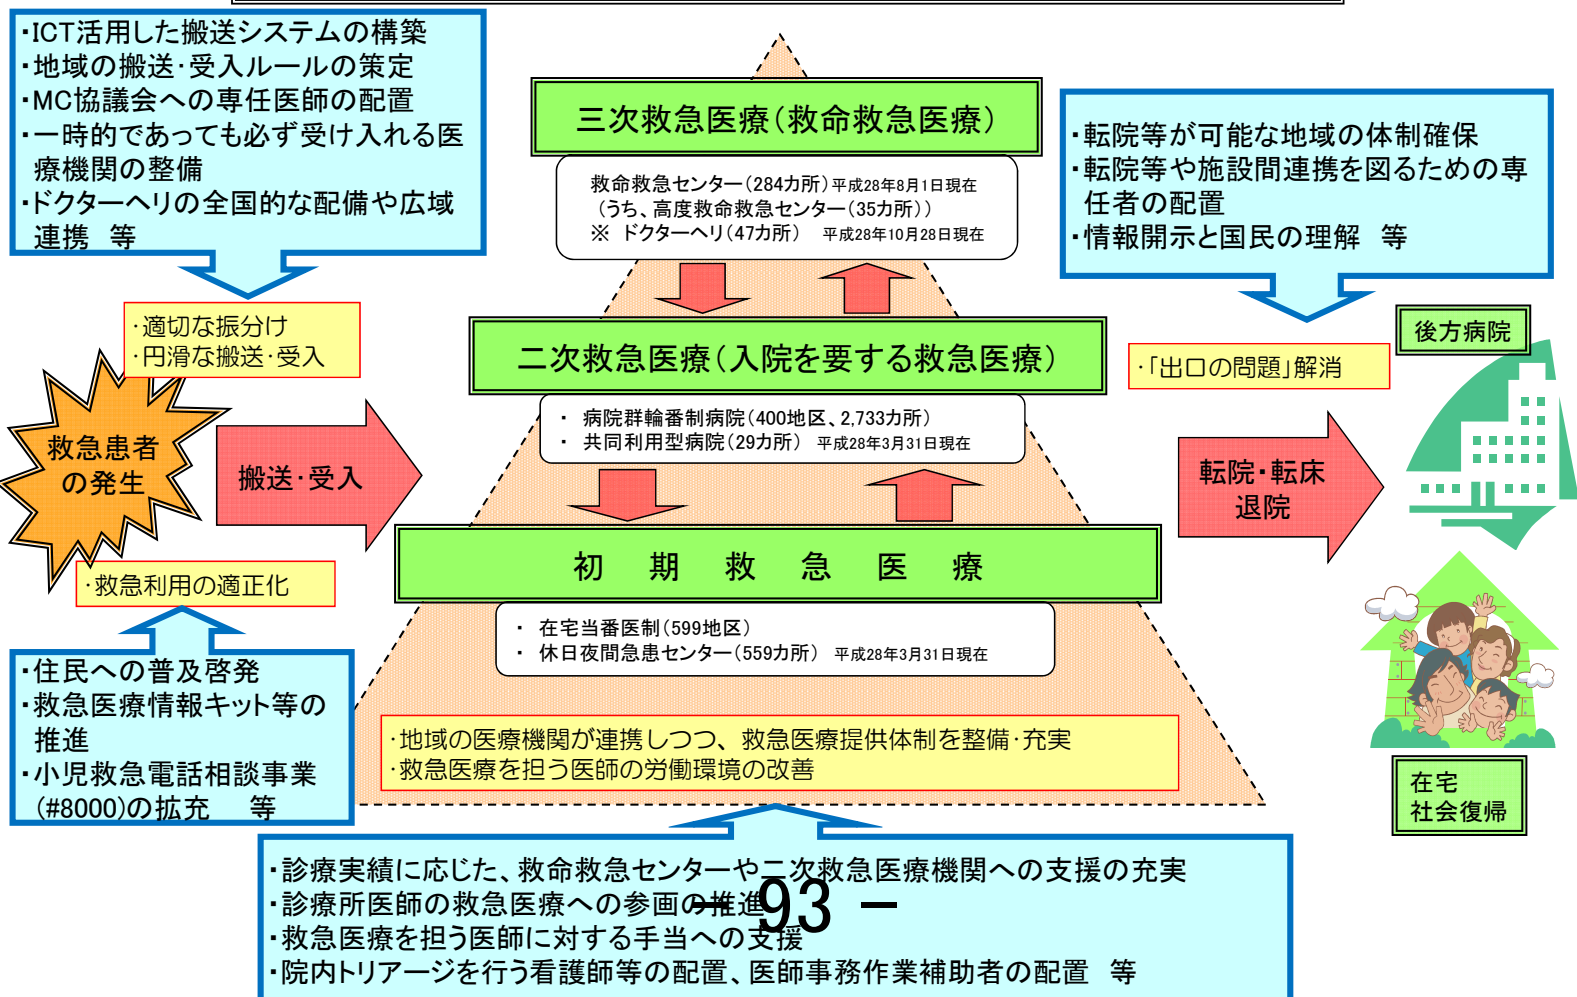 ・ICT活用した搬送システムの構築
・地域の搬送・受入ルールの策定
・MC協議会への専任医師の配置
・一時的であっても必ず受け入れる医
療機関の整備
・ドクターヘリの全国的な配備や広域
連携　等
・適切な振分け
・円滑な搬送・受入
救急患者
の発生
搬送・受入
・救急利用の適正化
・住民への普及啓発
・救急医療情報キット等の
推進
・小児救急電話相談事業
(#8000)の拡充　等
三次救急医療（救命救急医療）
救命救急センター（284カ所）平成28年8月1日現在
（うち、高度救命救急センター（35カ所））
※ ドクターヘリ（47カ所）　平成28年10月28日現在
二次救急医療（入院を要する救急医療）
・ 病院群輪番制病院（400地区、2,733カ所）
・ 共同利用型病院（29カ所）　平成28年3月31日現在
初　期　救　急　医　療
・ 在宅当番医制（599地区）
・ 休日夜間急患センター（559カ所）　平成28年3月31日現在
・地域の医療機関が連携しつつ、救急医療提供体制を整備・充実
・救急医療を担う医師の労働環境の改善
・転院等が可能な地域の体制確保
・転院等や施設間連携を図るための専
任者の配置
・情報開示と国民の理解　等
・「出口の問題」解消
転院・転床
退院
後方病院
在宅
社会復帰
・診療実績に応じた、救命救急センターや二次救急医療機関への支援の充実
・診療所医師の救急医療への参画の推進
・救急医療を担う医師に対する手当への支援
・院内トリアージを行う看護師等の配置、医師事務作業補助者の配置　等
－ 93 －